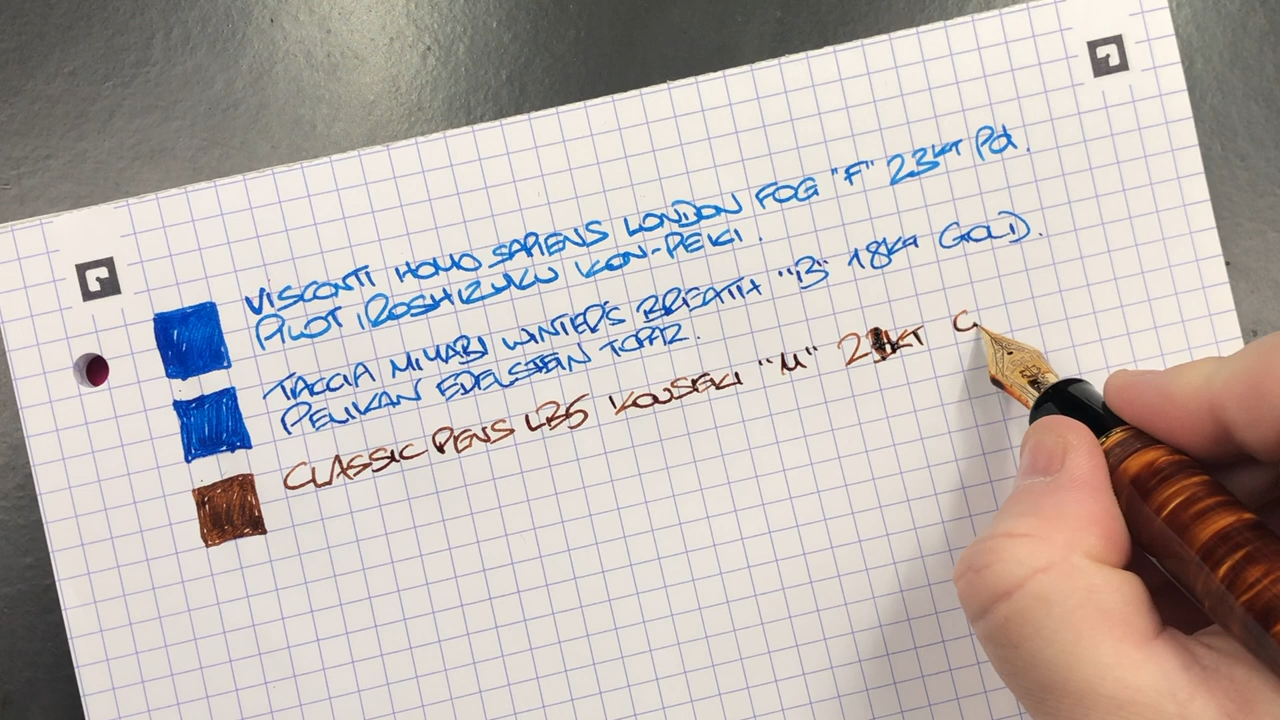 VISCONTI HOMO SAPIENS LONDON FOG "F" 23KT Pd.
PILOT IROSHIZUKU KON-PEKI.
TACCIA MIYABI WINTER'S BREATH "B" 18Ka GOLD.
PELIKAN EDELSTEIN TOPAZ.
CLASSIC PENS LB5 KOUSEKI "M" 21KT G